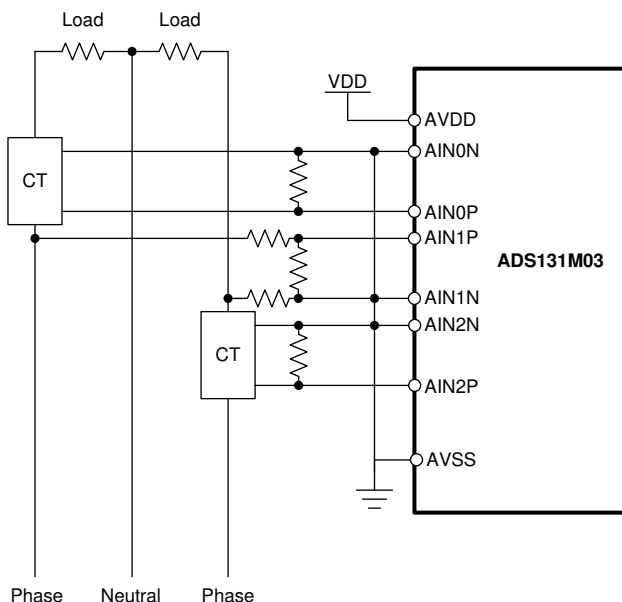 Load Load
VDD
AVDD
AIN0N
CT
AIN0P
AIN1P
ADS131M03
AIN1N
AIN2N
CT
AIN2P
AVSS
Phase Neutral Phase